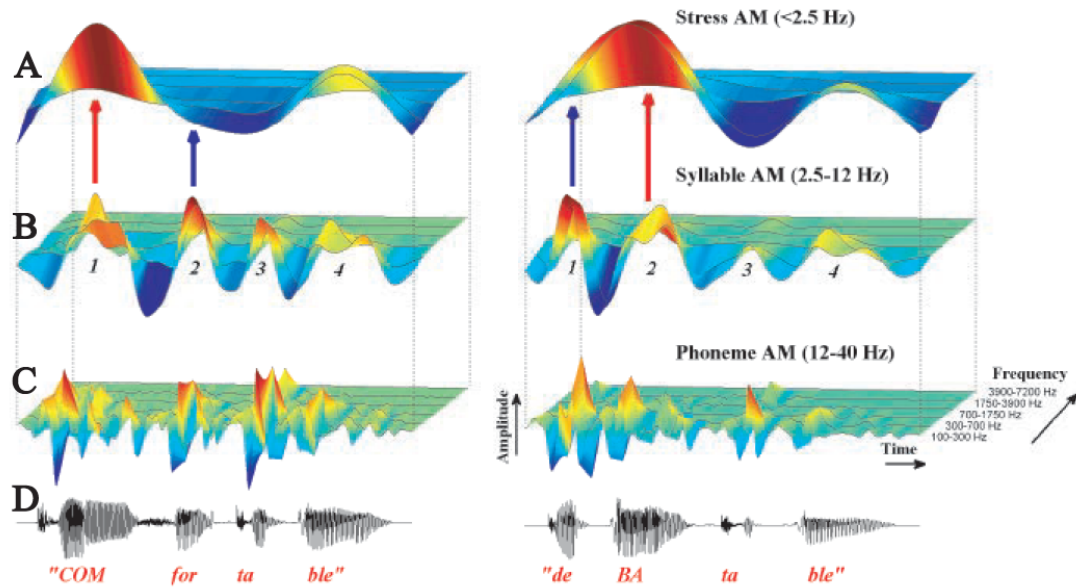 Stress AM (<2.5 Hz)
A
Syllable AM (2.5-12 Hz)
B
1 2 3 4
1 2 3 4
Phoneme AM (12-40 Hz)
C
Frequency
3900-7200 Hz
1750-3900 Hz
700-1750 Hz
300-700 Hz
100-300 Hz
Amplitude
Time
D
"COM for ta ble"
"de BA ta ble"